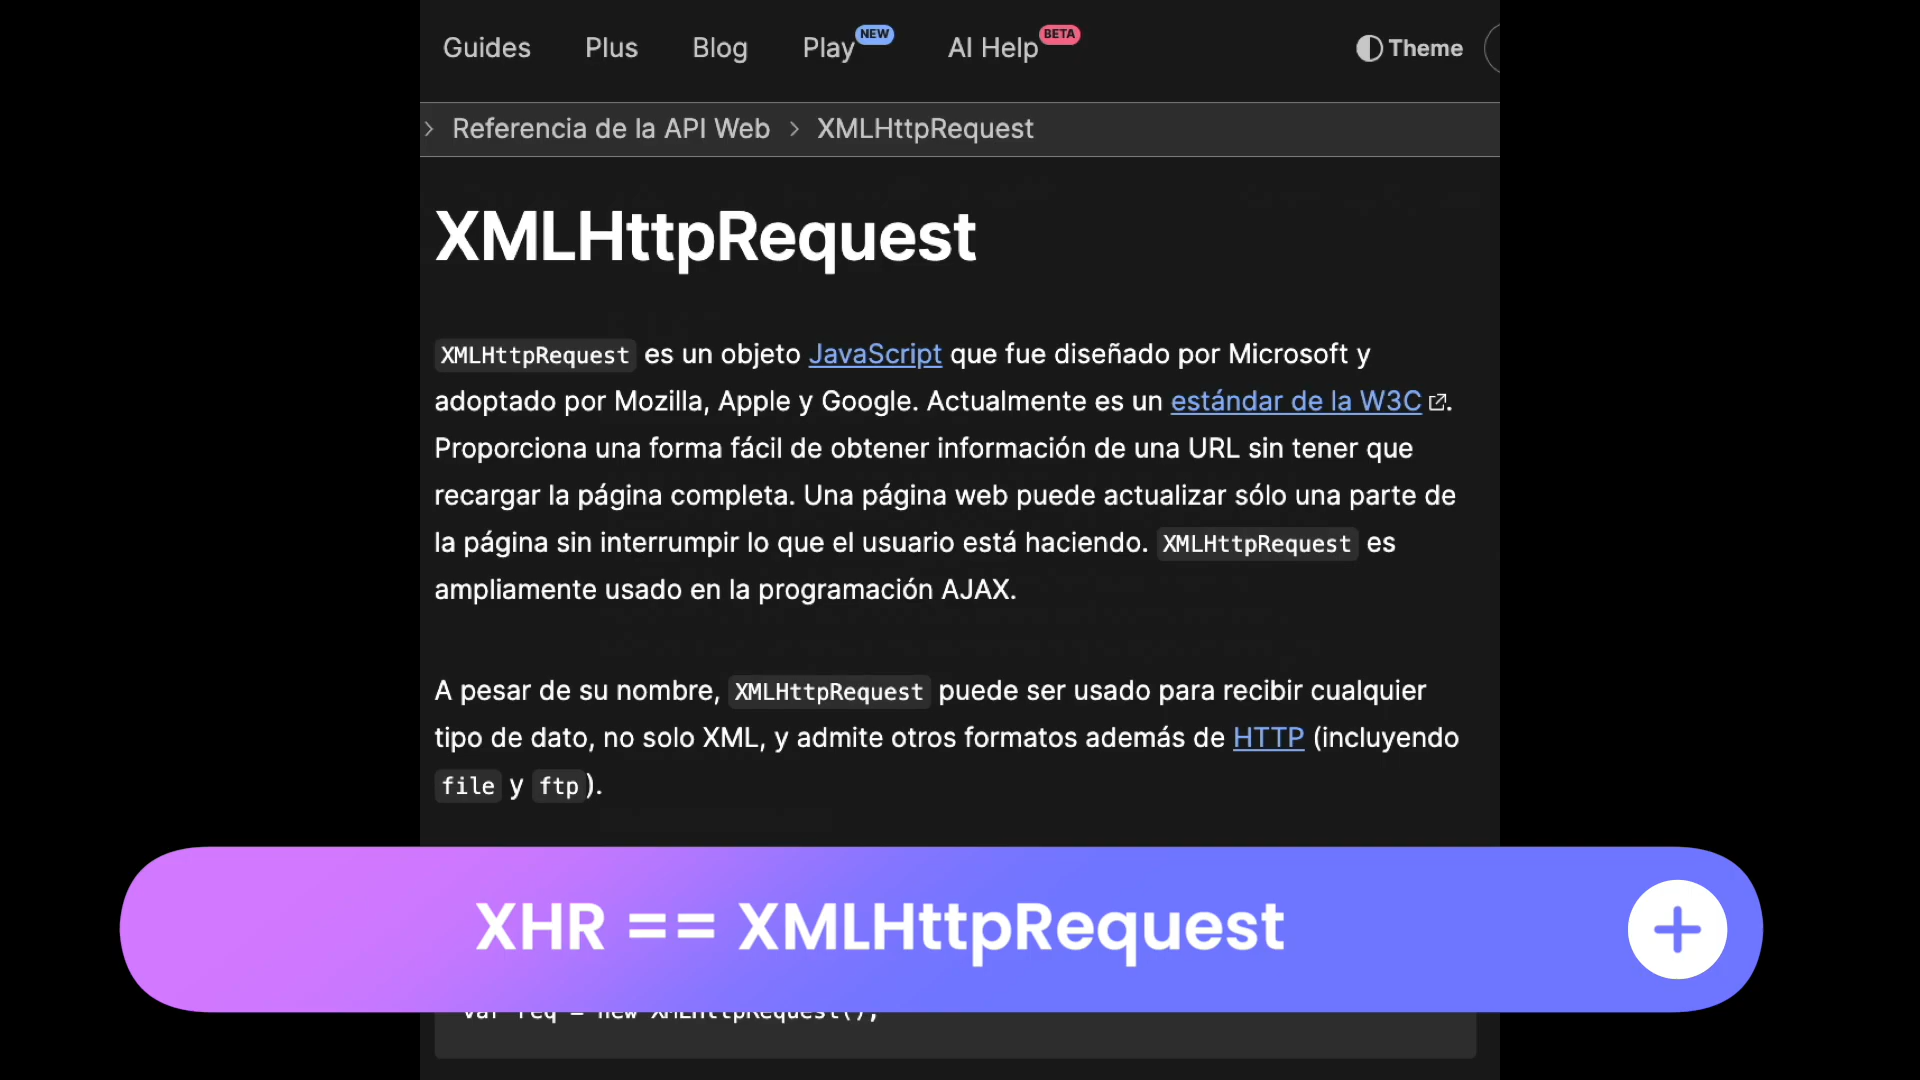 Guides Plus Blog Play NEW AI Help BETA Theme
Referencia de la API Web > XMLHttpRequest
XMLHttpRequest
XMLHttpRequest es un objeto JavaScript que fue diseñado por Microsoft y
adoptado por Mozilla, Apple y Google. Actualmente es un estándar de la W3C.
Proporciona una forma fácil de obtener información de una URL sin tener que
recargar la página completa. Una página web puede actualizar sólo una parte de
la página sin interrumpir lo que el usuario está haciendo. XMLHttpRequest es
ampliamente usado en la programación AJAX.
A pesar de su nombre, XMLHttpRequest puede ser usado para recibir cualquier
tipo de dato, no solo XML, y admite otros formatos además de HTTP (incluyendo
file y ftp).
XHR == XMLHttpRequest
var req = new XMLHttpRequest();